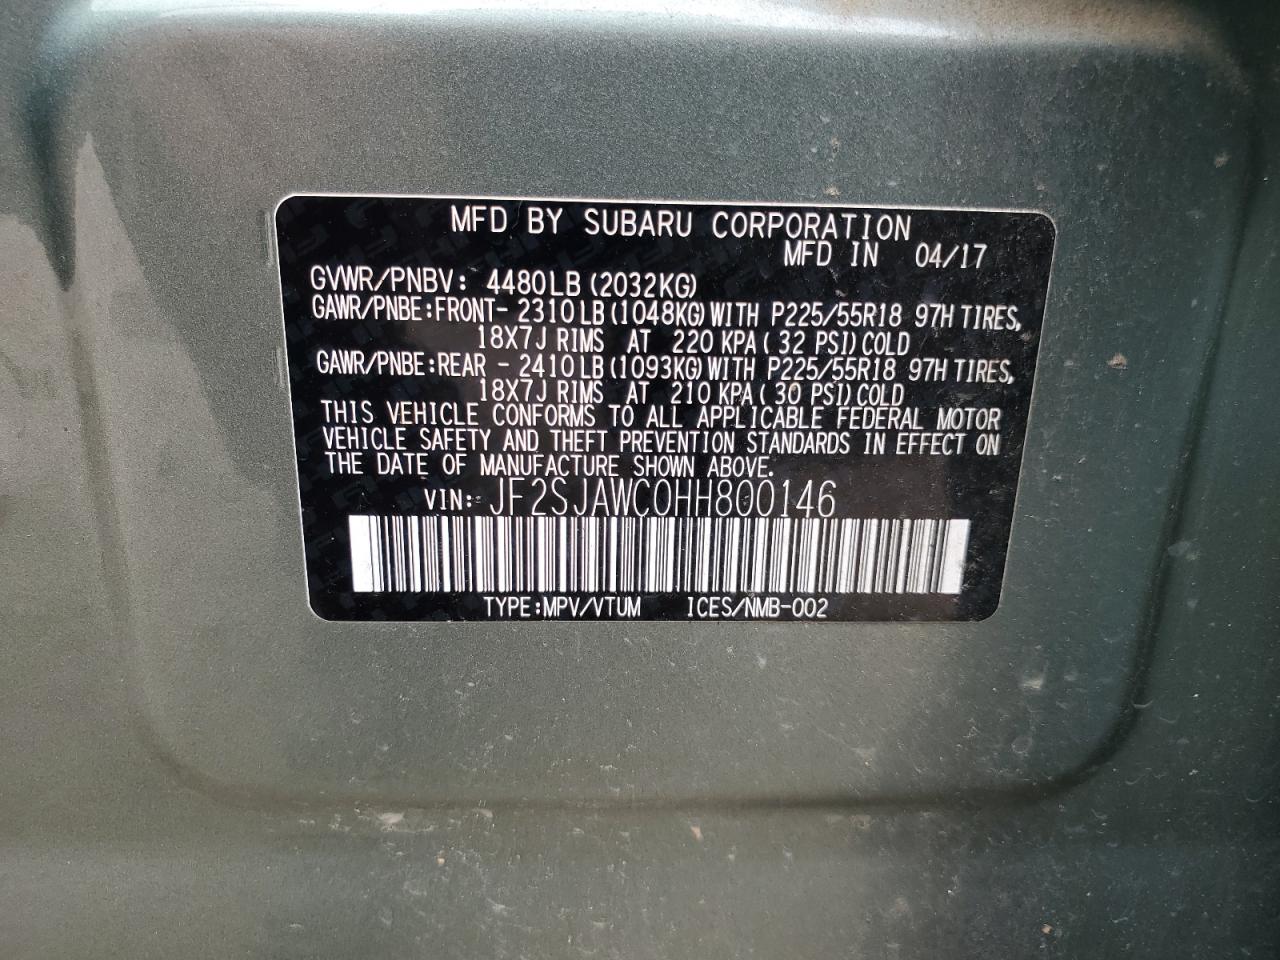 MFD BY SUBARU CORPORATION
MFD IN 04/17
GVWR/PNBV: 4480LB (2032KG)
GAWR/PNBE:FRONT- 2310LB (1048KG) WITH P225/55R18 97H TIRES,
18X7J RIMS AT 220 KPA ( 32 PSI) COLD
GAWR/PNBE:REAR - 2410LB (1093KG) WITH P225/55R18 97H TIRES,
18X7J RIMS AT 210 KPA ( 30 PSI) COLD
THIS VEHICLE CONFORMS TO ALL APPLICABLE FEDERAL MOTOR
VEHICLE SAFETY AND THEFT PREVENTION STANDARDS IN EFFECT ON
THE DATE OF MANUFACTURE SHOWN ABOVE.
VIN: JF2SJAWC0HH800146
TYPE:MPV/VTUM ICES/NMB-002